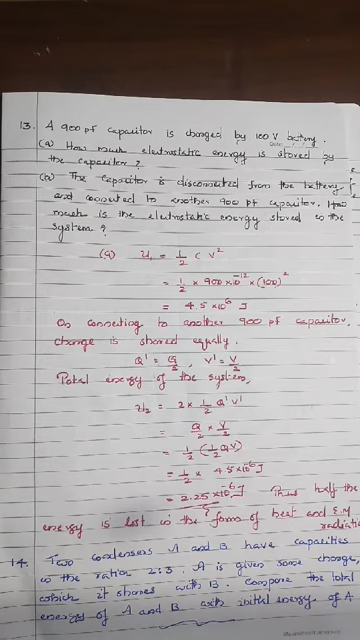 13. A 900 pf capacitor is charged by 100 V battery.
(a) How much electrostatic energy is stored by
the capacitor?
(b) The capacitor is disconnected from the battery
and connected to another 900 pf capacitor. How
much is the electrostatic energy stored in the
system?
(a) U₁ = 1/2 C V²
= 1/2 × 900 × 10⁻¹² × (100)²
= 4.5 × 10⁻⁶ J
On connecting to another 900 pf capacitor,
charge is shared equally.
Q' = Q/2, V' = V/2
Total energy of the system,
U₂ = 2 × 1/2 Q'V'
= Q/2 × V/2
= 1/2 (1/2 QV)
= 1/2 × 4.5 × 10⁻⁶ J
= 2.25 × 10⁻⁶ J Thus half the
energy is lost in the form of heat and E.M
radiatio
14. Two condensers A and B have capacities
in the ratio 2:3. A is given some charge,
which it shares with B. Compare the total
energy of A and B with initial energy of A